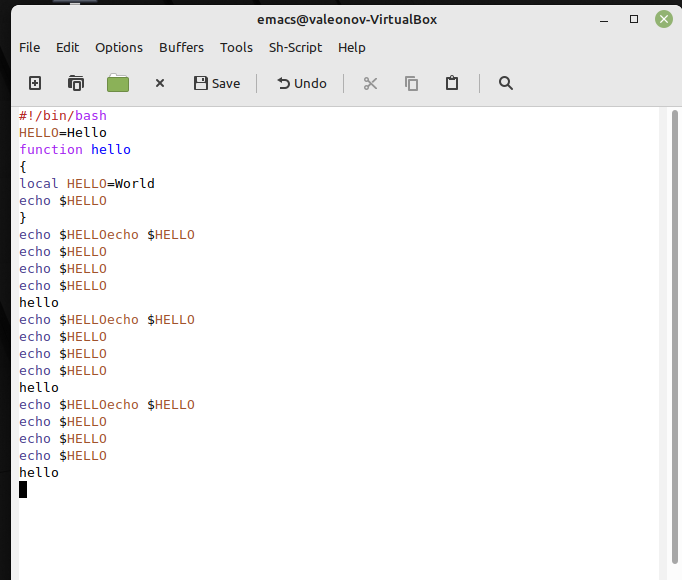 emacs@valeonov-VirtualBox
File Edit Options Buffers Tools Sh-Script Help
Save Undo
#!/bin/bash
HELLO=Hello
function hello
{
local HELLO=World
echo $HELLO
}
echo $HELLOecho $HELLO
echo $HELLO
echo $HELLO
echo $HELLO
hello
echo $HELLOecho $HELLO
echo $HELLO
echo $HELLO
echo $HELLO
hello
echo $HELLOecho $HELLO
echo $HELLO
echo $HELLO
echo $HELLO
hello